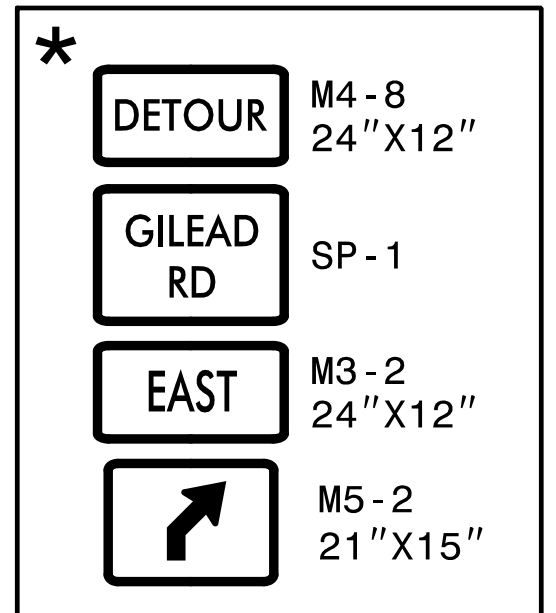 *
DETOUR
M4-8
24"X12"
GILEAD
RD
SP-1
EAST
M3-2
24"X12"
M5-2
21"X15"